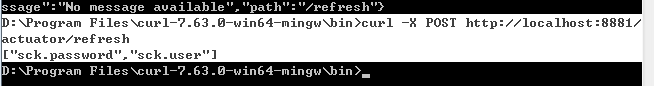 ssage":"No message available","path":"/refresh"}
D:\Program Files\curl-7.63.0-win64-mingw\bin>curl -X POST http://localhost:8881/
actuator/refresh
["sck.password","sck.user"]
D:\Program Files\curl-7.63.0-win64-mingw\bin>